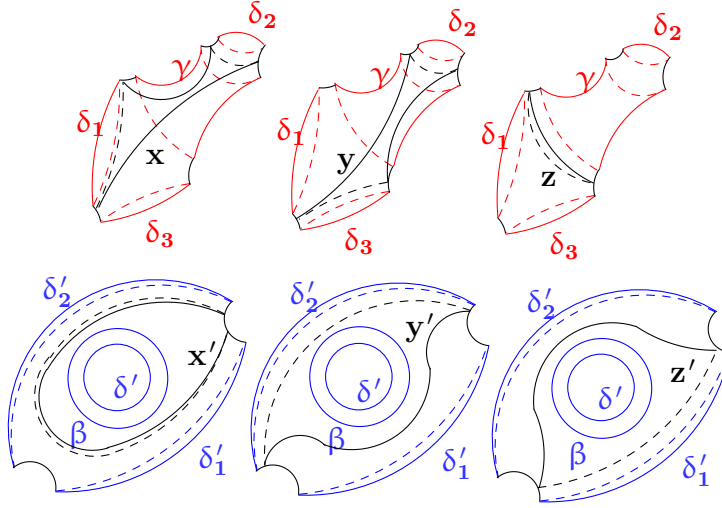 δ₂ δ₂ δ₂
γ γ γ
δ₁ δ₁ δ₁
x y z
δ₃ δ₃ δ₃
δ′₂ δ′₂ δ′₂
x′ y′ z′
δ′ δ′ δ′
β β β
δ′₁ δ′₁ δ′₁